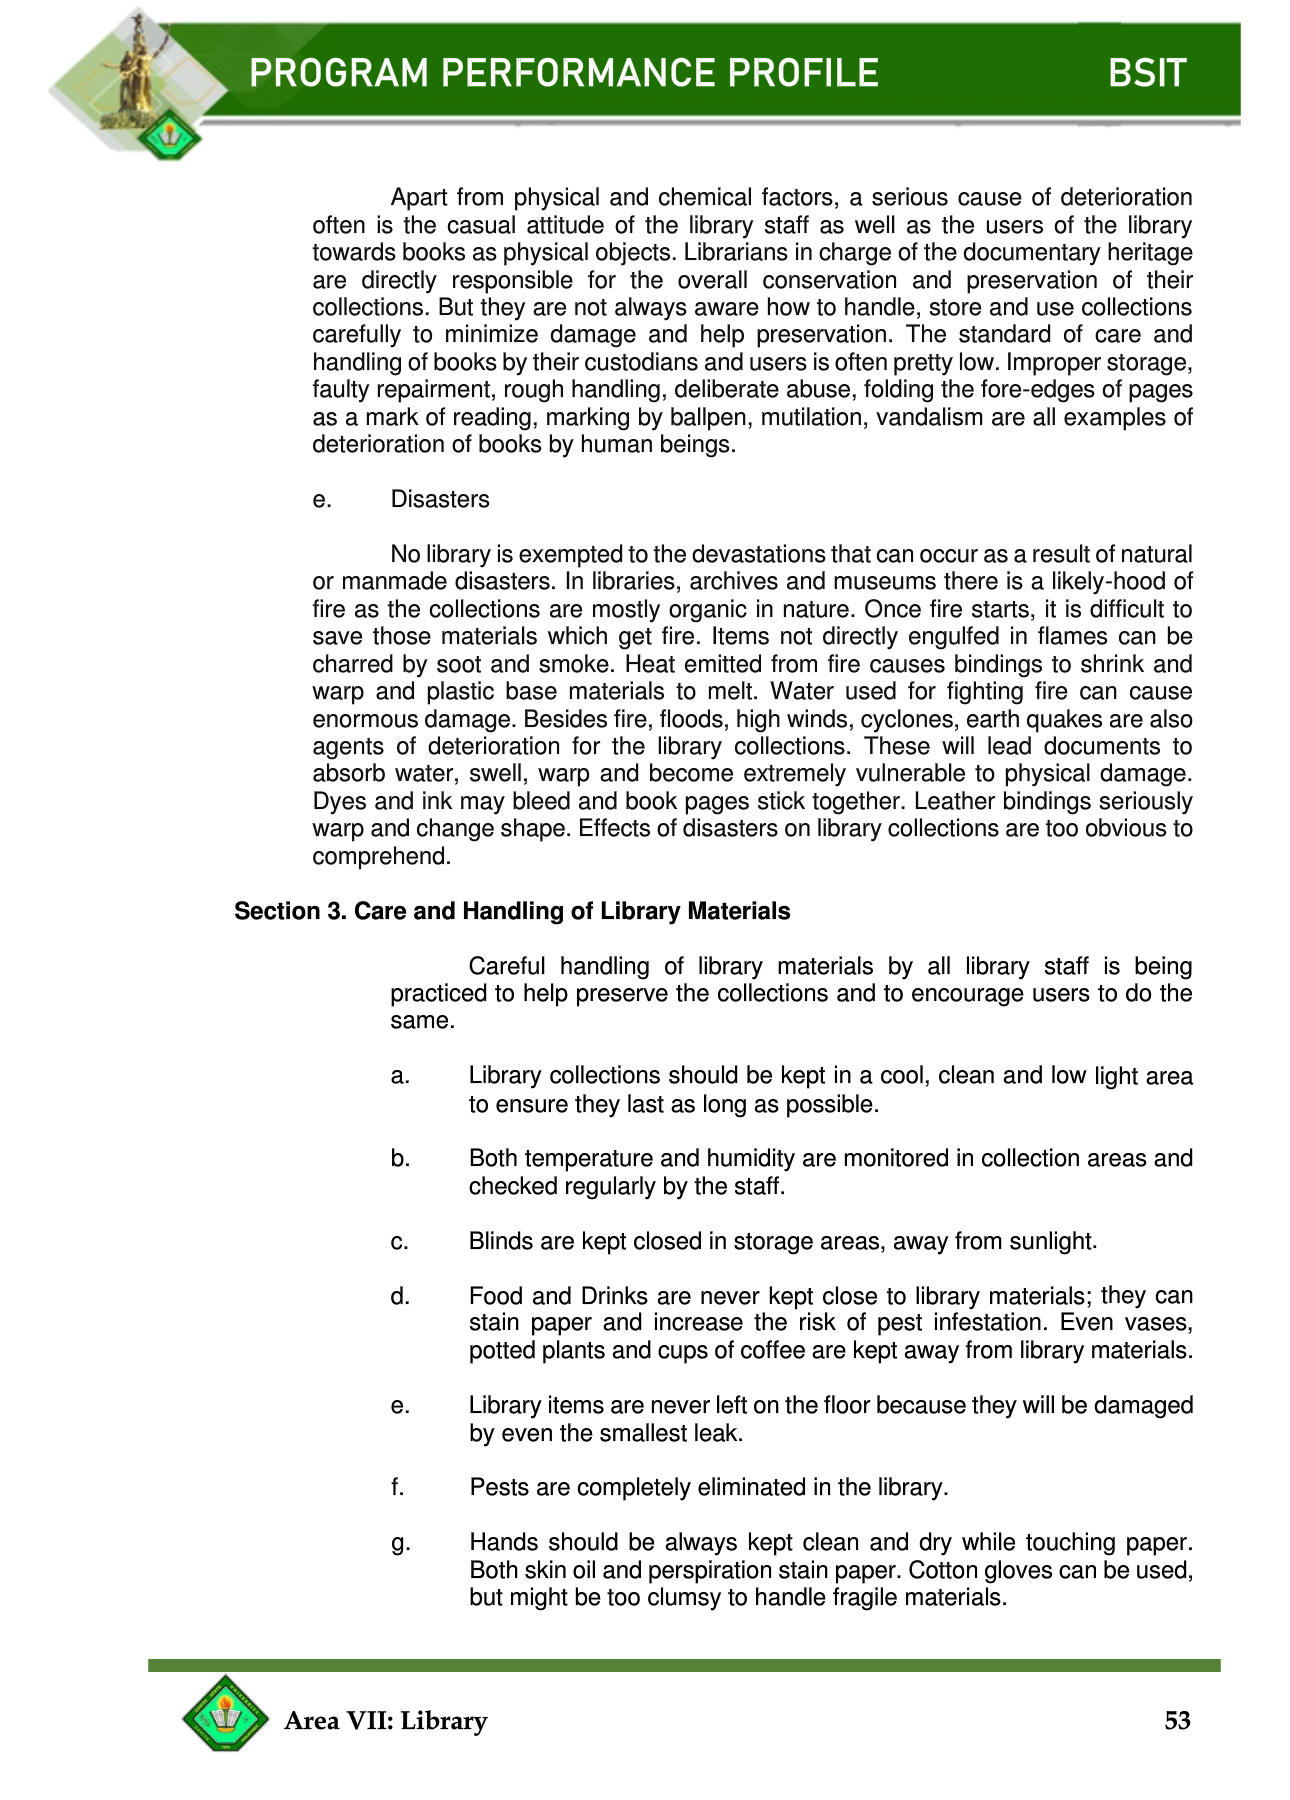 PROGRAM PERFORMANCE PROFILE BSIT
Apart from physical and chemical factors, a serious cause of deterioration
often is the casual attitude of the library staff as well as the users of the library
towards books as physical objects. Librarians in charge of the documentary heritage
are directly responsible for the overall conservation and preservation of their
collections. But they are not always aware how to handle, store and use collections
carefully to minimize damage and help preservation. The standard of care and
handling of books by their custodians and users is often pretty low. Improper storage,
faulty repairment, rough handling, deliberate abuse, folding the fore-edges of pages
as a mark of reading, marking by ballpen, mutilation, vandalism are all examples of
deterioration of books by human beings.
e. Disasters
No library is exempted to the devastations that can occur as a result of natural
or manmade disasters. In libraries, archives and museums there is a likely-hood of
fire as the collections are mostly organic in nature. Once fire starts, it is difficult to
save those materials which get fire. Items not directly engulfed in flames can be
charred by soot and smoke. Heat emitted from fire causes bindings to shrink and
warp and plastic base materials to melt. Water used for fighting fire can cause
enormous damage. Besides fire, floods, high winds, cyclones, earth quakes are also
agents of deterioration for the library collections. These will lead documents to
absorb water, swell, warp and become extremely vulnerable to physical damage.
Dyes and ink may bleed and book pages stick together. Leather bindings seriously
warp and change shape. Effects of disasters on library collections are too obvious to
comprehend.
Section 3. Care and Handling of Library Materials
Careful handling of library materials by all library staff is being
practiced to help preserve the collections and to encourage users to do the
same.
a. Library collections should be kept in a cool, clean and low light area
to ensure they last as long as possible.
b. Both temperature and humidity are monitored in collection areas and
checked regularly by the staff.
c. Blinds are kept closed in storage areas, away from sunlight.
d. Food and Drinks are never kept close to library materials; they can
stain paper and increase the risk of pest infestation. Even vases,
potted plants and cups of coffee are kept away from library materials.
e. Library items are never left on the floor because they will be damaged
by even the smallest leak.
f. Pests are completely eliminated in the library.
g. Hands should be always kept clean and dry while touching paper.
Both skin oil and perspiration stain paper. Cotton gloves can be used,
but might be too clumsy to handle fragile materials.
Area VII: Library 53